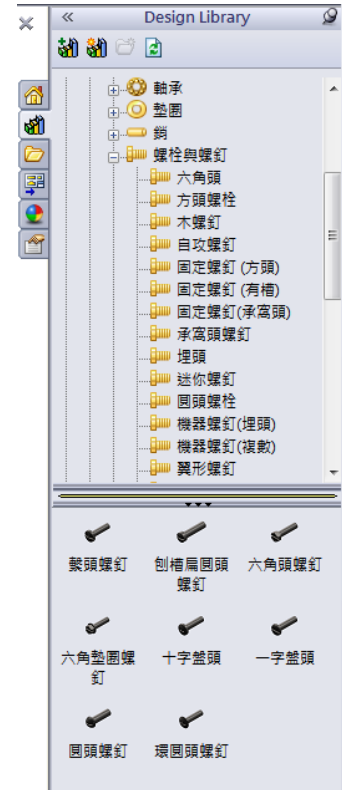 Design Library
軸承
墊圈
銷
螺栓與螺釘
六角頭
方頭螺栓
木螺釘
自攻螺釘
固定螺釘 (方頭)
固定螺釘 (有槽)
固定螺釘(承窩頭)
承窩頭螺釘
埋頭
迷你螺釘
圓頭螺栓
機器螺釘(埋頭)
機器螺釘(複數)
翼形螺釘
繫頭螺釘
刨槽扁圓頭
螺釘
六角頭螺釘
六角墊圈螺
釘
十字盤頭
一字盤頭
圓頭螺釘
環圓頭螺釘